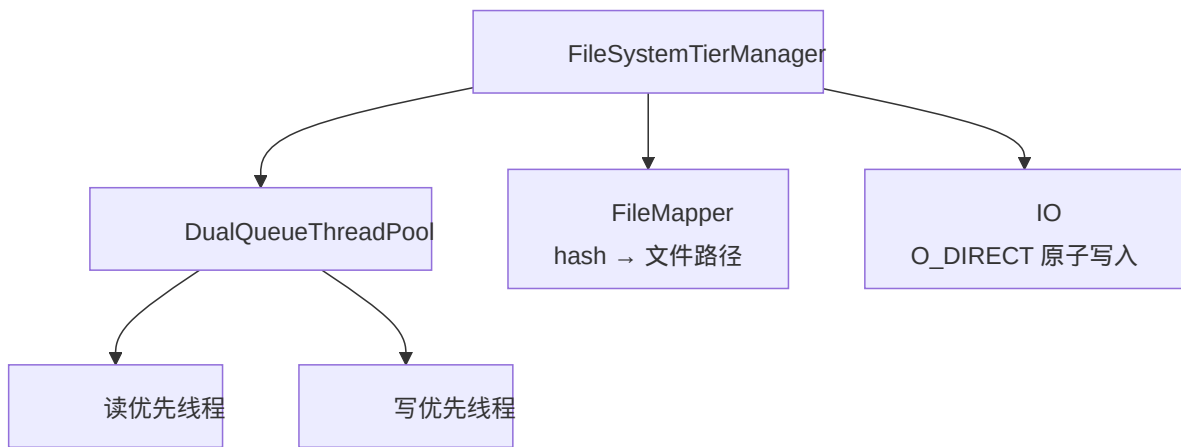 FileSystemTierManager
DualQueueThreadPool
FileMapper
hash → 文件路径
IO
O_DIRECT 原子写入
读优先线程
写优先线程